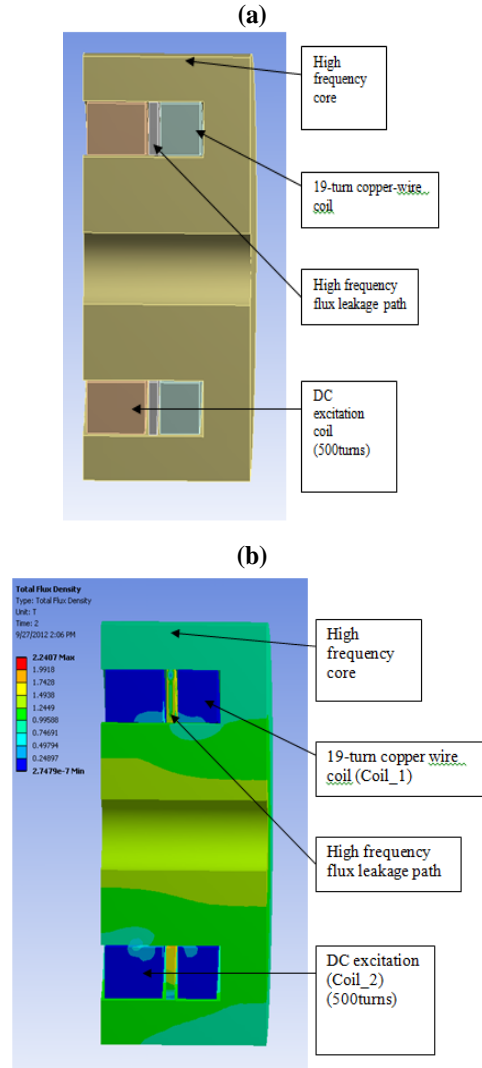 (a)
High
frequency
core
19-turn copper-wire
coil
High frequency
flux leakage path
DC
excitation
coil
(500turns)
(b)
Total Flux Density
Type: Total Flux Density
Unit: T
Time: 2
9/27/2012 2:06 PM
2.2407 Max
1.9918
1.7428
1.4938
1.2449
0.99588
0.74691
0.49794
0.24897
2.7479e-7 Min
High
frequency
core
19-turn copper wire
coil (Coil_1)
High frequency
flux leakage path
DC excitation
(Coil_2)
(500turns)